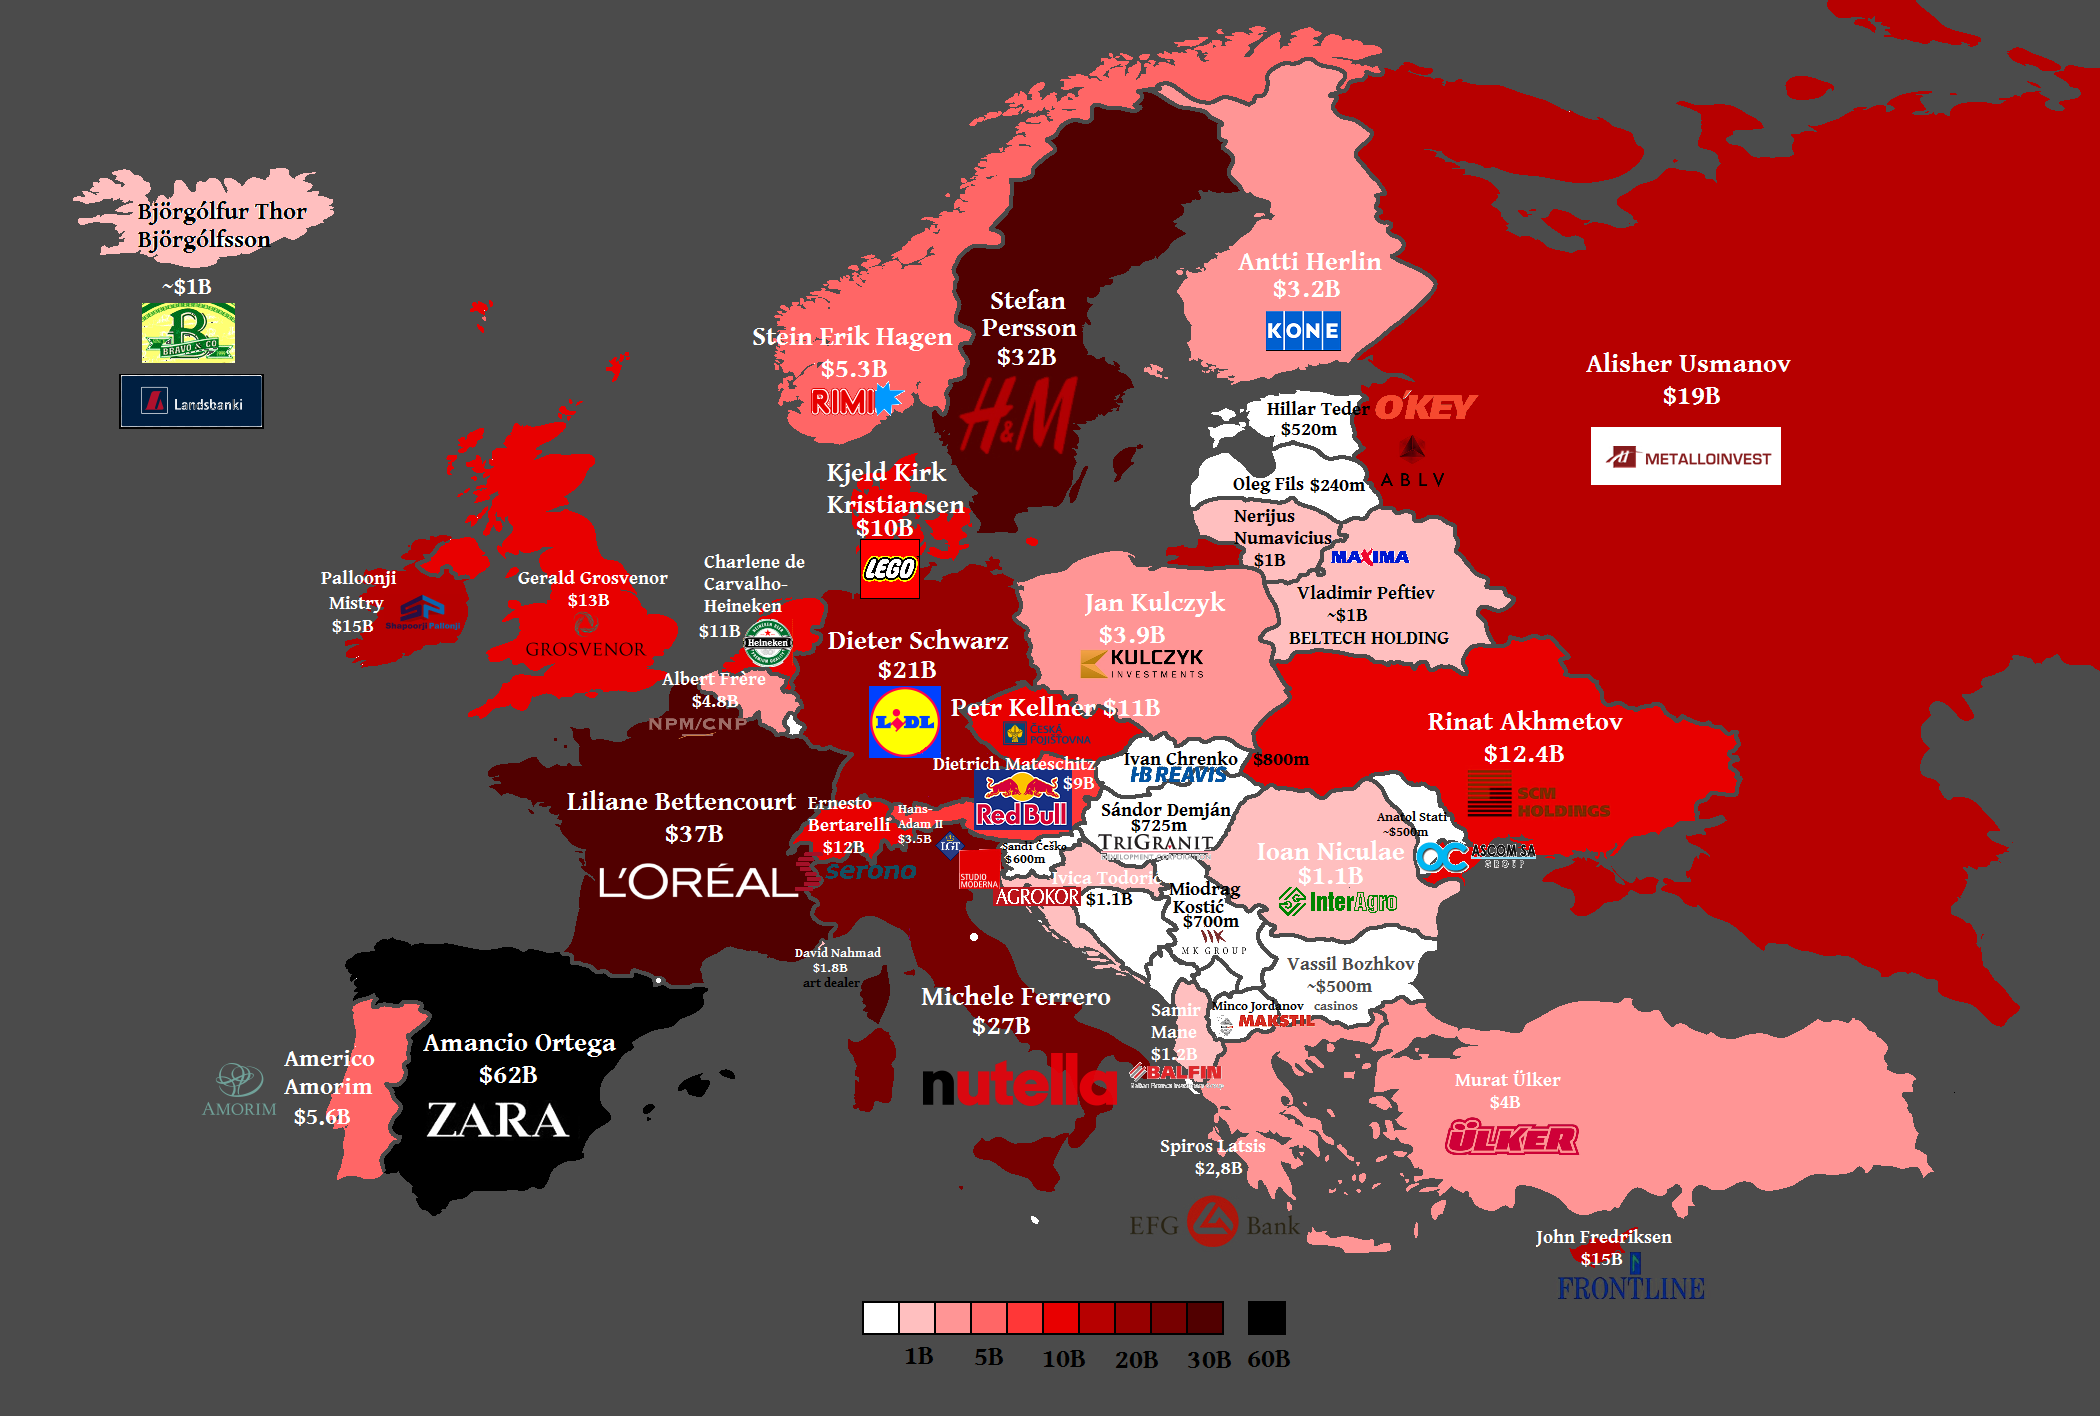 Björgólfur Thor
Björgólfsson
~$1B
B
BRAVO & CO
Landsbanki
Stein Erik Hagen
$5.3B
RIMI
Stefan
Persson
$32B
H&M
Antti Herlin
$3.2B
KONE
Alisher Usmanov
$19B
METALLOINVEST
Hillar Teder
$520m
O'KEY
Oleg Fils $240m
ABLV
Nerijus
Numavicius
$1B
MAXIMA
Vladimir Peftiev
~$1B
BELTECH HOLDING
Kjeld Kirk
Kristiansen
$10B
LEGO
Palloonji
Mistry
$15B
SP
Shapoorji Pallonji
Gerald Grosvenor
$13B
GROSVENOR
Charlene de
Carvalho-
Heineken
$11B
Heineken
Albert Frère
$4.8B
NPM/CNP
Dieter Schwarz
$21B
LIDL
Jan Kulczyk
$3.9B
KULCZYK
INVESTMENTS
Petr Kellner $11B
ČESKÁ
POJIŠŤOVNA
Rinat Akhmetov
$12.4B
SCM
HOLDINGS
Ivan Chrenko $800m
HB REAVIS
Dietrich Mateschitz
$9B
Red Bull
Liliane Bettencourt
$37B
L'ORÉAL
Ernesto
Bertarelli
$12B
serono
Hans-
Adam II
$3.5B
LGT
Sándor Demján
$725m
TRIGRANIT
DEVELOPMENT CORPORATION
Anatol Stati
~$500m
ASCOM SA
GROUP
Sandi Češko
$600m
STUDIO
MODERNA
Ivica Todorić
AGROKOR $1.1B
Ioan Niculae
$1.1B
InterAgro
Miodrag
Kostić
$700m
MK GROUP
David Nahmad
$1.8B
art dealer
Vassil Bozhkov
~$500m
casinos
Minco Jordanov
MAKSTIL
Michele Ferrero
$27B
nutella
Samir
Mane
$1.2B
BALFIN
Americo
Amorim
$5.6B
AMORIM
Amancio Ortega
$62B
ZARA
Murat Ülker
$4B
ÜLKER
Spiros Latsis
$2,8B
EFG Bank
John Fredriksen
$15B
FRONTLINE
1B 5B 10B 20B 30B 60B